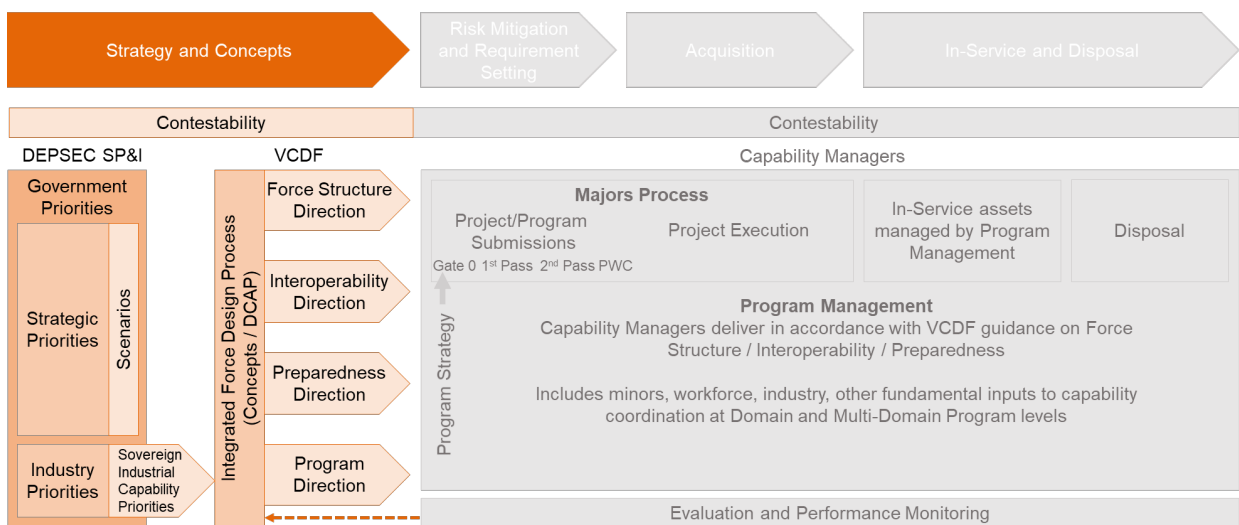 Strategy and Concepts
Risk Mitigation
and Requirement
Setting
Acquisition
In-Service and Disposal
Contestability
Contestability
DEPSEC SP&I
VCDF
Capability Managers
Government
Priorities
Strategic
Priorities
Scenarios
Industry
Priorities
Sovereign
Industrial
Capability
Priorities
Integrated Force Design Process
(Concepts / DCAP)
Force Structure
Direction
Interoperability
Direction
Preparedness
Direction
Program
Direction
Majors Process
Project/Program
Submissions
Project Execution
Gate 0 1st Pass 2nd Pass PWC
In-Service assets
managed by Program
Management
Disposal
Program Strategy
Program Management
Capability Managers deliver in accordance with VCDF guidance on Force
Structure / Interoperability / Preparedness
Includes minors, workforce, industry, other fundamental inputs to capability
coordination at Domain and Multi-Domain Program levels
Evaluation and Performance Monitoring